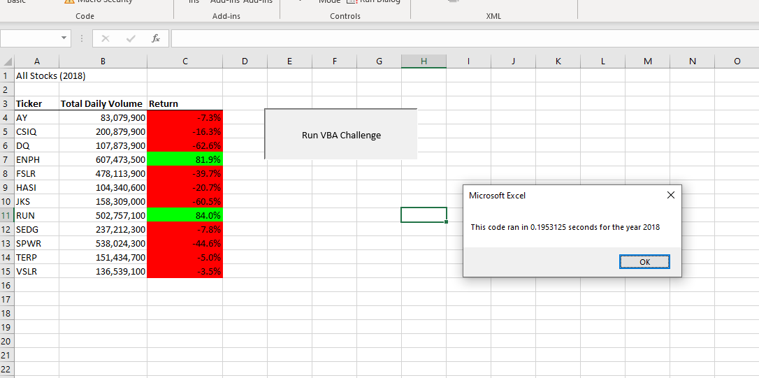 Basic Macro Security ins Add-ins Add-ins Mode Run Dialog
Code Add-ins Controls XML
fx
A B C D E F G H I J K L M N O
1 All Stocks (2018)
2
3 Ticker Total Daily Volume Return
4 AY 83,079,900 -7.3%
5 CSIQ 200,879,900 -16.3%
6 DQ 107,873,900 -62.6%
7 ENPH 607,473,500 81.9%
8 FSLR 478,113,900 -39.7%
9 HASI 104,340,600 -20.7%
10 JKS 158,309,000 -60.5%
11 RUN 502,757,100 84.0%
12 SEDG 237,212,300 -7.8%
13 SPWR 538,024,300 -44.6%
14 TERP 151,434,700 -5.0%
15 VSLR 136,539,100 -3.5%
16
17
18
19
20
21
22
Run VBA Challenge
Microsoft Excel
This code ran in 0.1953125 seconds for the year 2018
OK